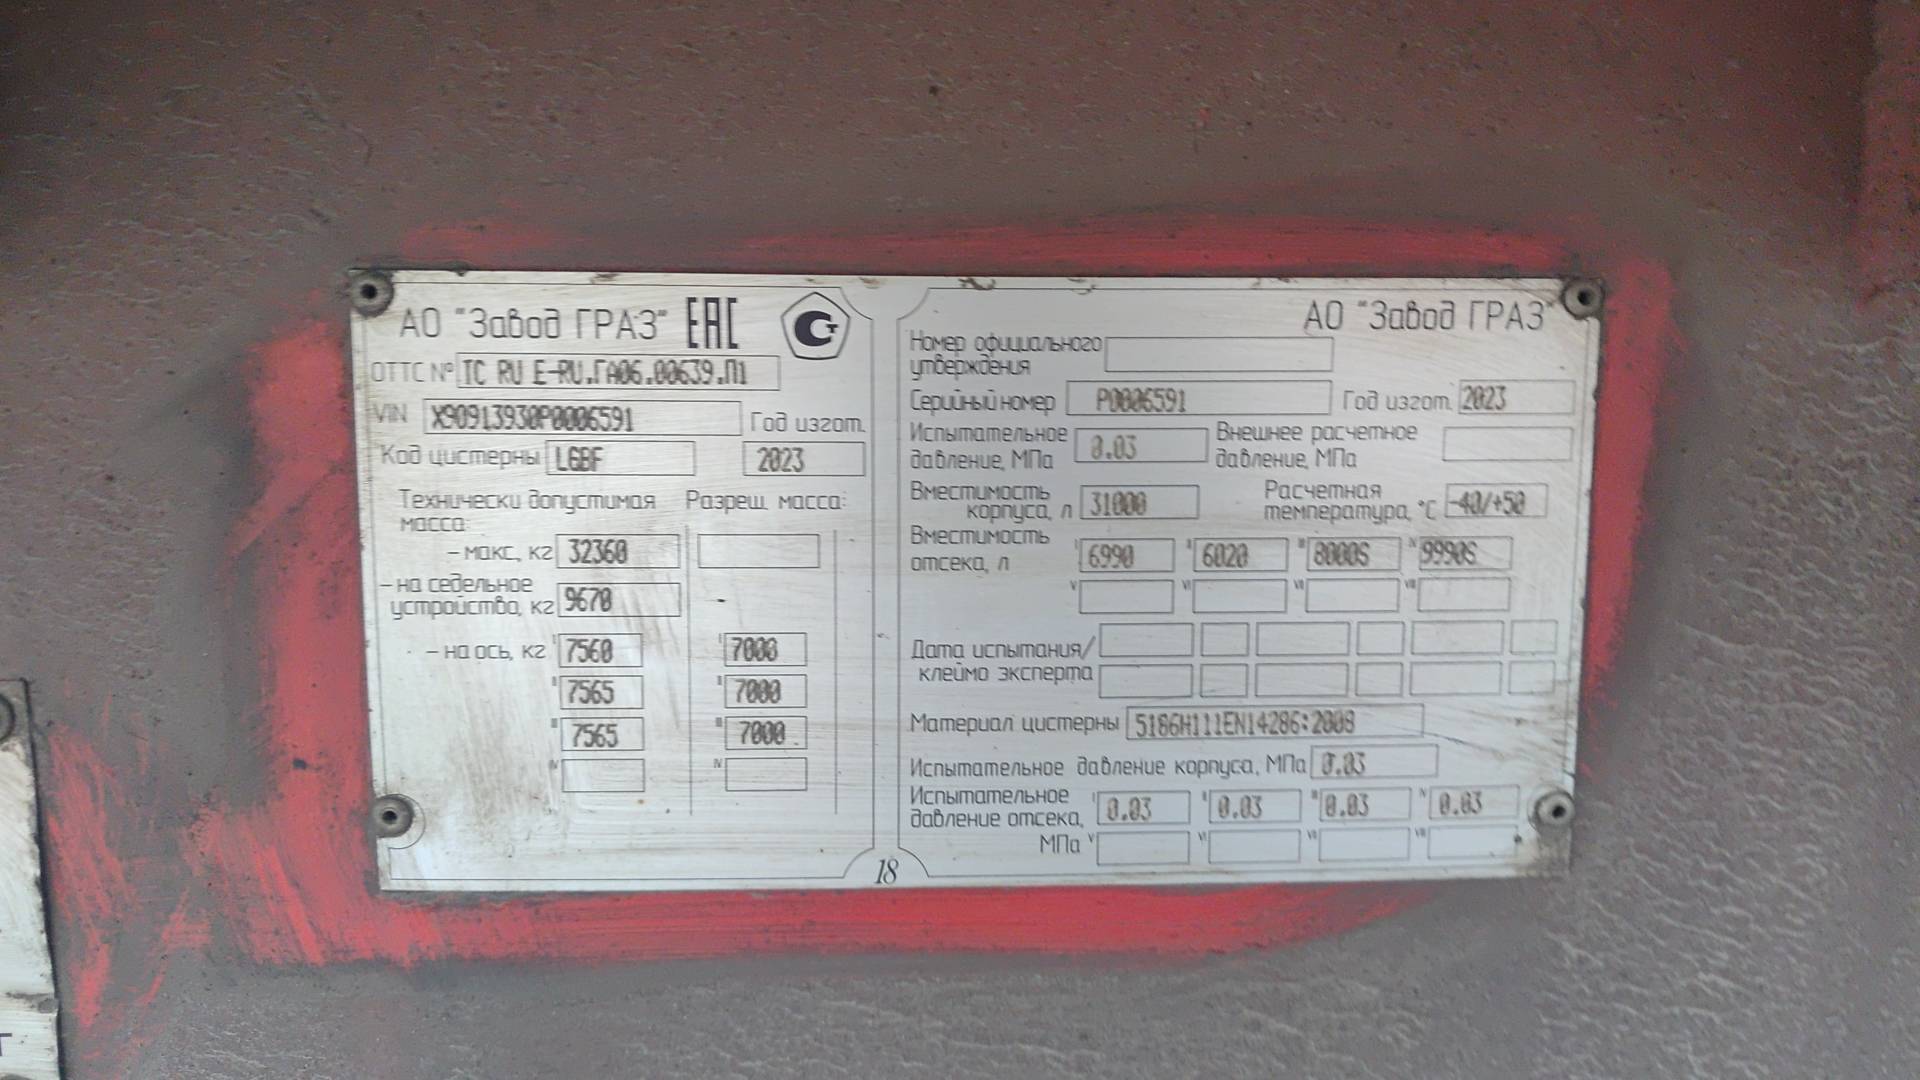 АО "Завод ГРАЗ" ЕАС Ст
ОТТС № TC RU E-RU.ГА06.00639.П1
VIN X90913930P0006591 Год изгот.
Код цистерны LGBF 2023
Технически допустимая масса: Разреш. масса:
– макс, кг 32360
– на седельное устройство, кг 9670 -
– на ось, кг I 7560 I 7000
II 7565 II 7000
III 7565 III 7000
IV IV
АО "Завод ГРАЗ"
Номер официального утверждения
Серийный номер P0006591 Год изгот. 2023
Испытательное давление, МПа 0.03 Внешнее расчетное давление, МПа
Вместимость корпуса, л 31000 Расчетная температура, °С -40/+50
Вместимость отсека, л I 6990 II 6020 III 8000S IV 9990S
V VI VII VIII
Дата испытания/
клеймо эксперта
Материал цистерны 5186H111EN14286:2008
Испытательное давление корпуса, МПа 0.03
Испытательное давление отсека, МПа I 0.03 II 0.03 III 0.03 IV 0.03
V VI VII VIII
18
т